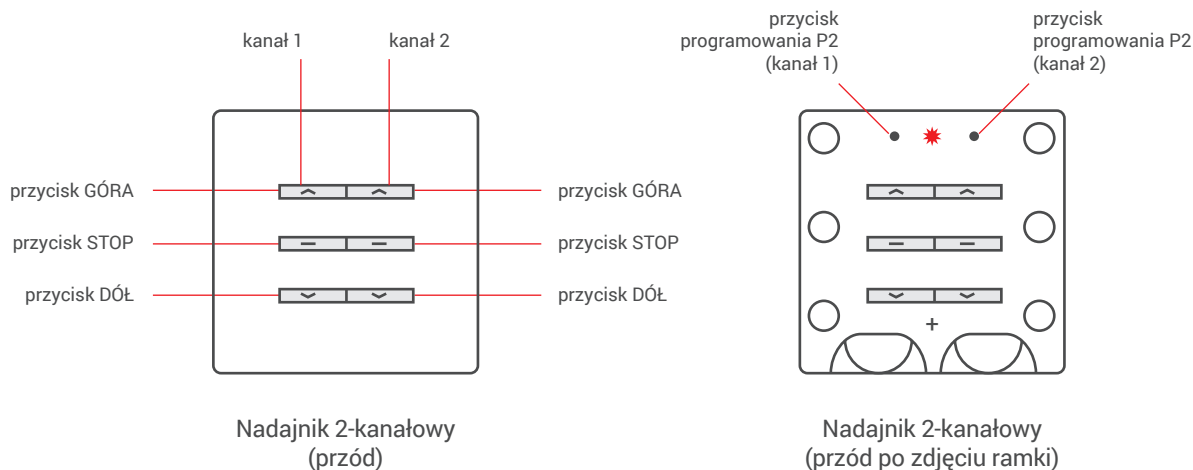 kanał 1
kanał 2
przycisk GÓRA
przycisk GÓRA
przycisk STOP
przycisk STOP
przycisk DÓŁ
przycisk DÓŁ
Nadajnik 2-kanałowy
(przód)
przycisk
programowania P2
(kanał 1)
przycisk
programowania P2
(kanał 2)
+
Nadajnik 2-kanałowy
(przód po zdjęciu ramki)